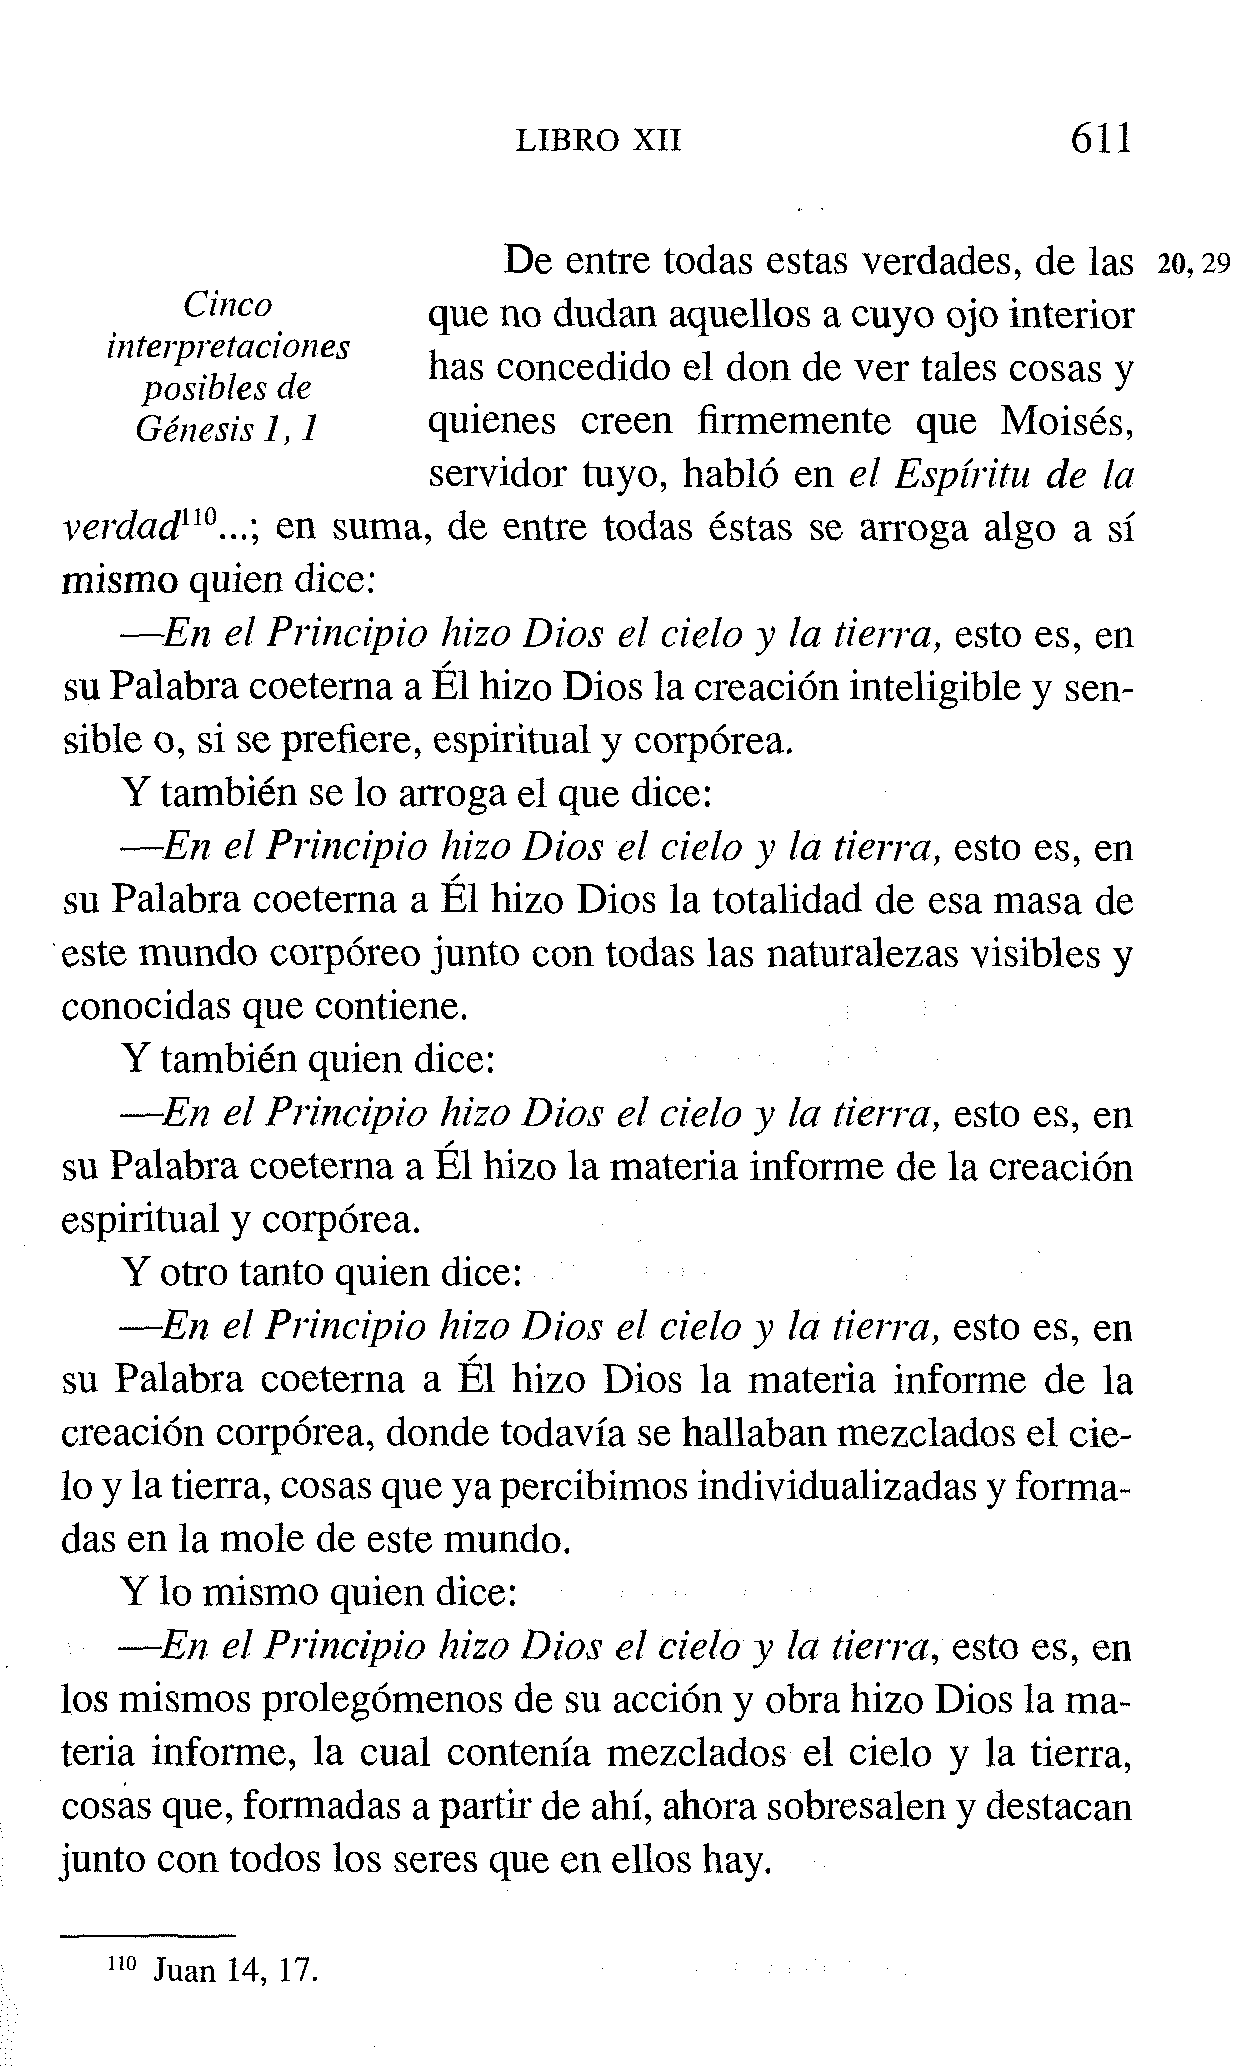 LIBRO XII 611
De entre todas estas verdades, de las 20, 29
Cinco
interpretaciones
posibles de
Génesis 1, 1
que no dudan aquellos a cuyo ojo interior
has concedido el don de ver tales cosas y
quienes creen firmemente que Moisés,
servidor tuyo, habló en el Espíritu de la
verdad¹¹⁰...; en suma, de entre todas éstas se arroga algo a sí
mismo quien dice:
—En el Principio hizo Dios el cielo y la tierra, esto es, en
su Palabra coeterna a Él hizo Dios la creación inteligible y sen-
sible o, si se prefiere, espiritual y corpórea.
Y también se lo arroga el que dice:
—En el Principio hizo Dios el cielo y la tierra, esto es, en
su Palabra coeterna a Él hizo Dios la totalidad de esa masa de
este mundo corpóreo junto con todas las naturalezas visibles y
conocidas que contiene.
Y también quien dice:
—En el Principio hizo Dios el cielo y la tierra, esto es, en
su Palabra coeterna a Él hizo la materia informe de la creación
espiritual y corpórea.
Y otro tanto quien dice:
—En el Principio hizo Dios el cielo y la tierra, esto es, en
su Palabra coeterna a Él hizo Dios la materia informe de la
creación corpórea, donde todavía se hallaban mezclados el cie-
lo y la tierra, cosas que ya percibimos individualizadas y forma-
das en la mole de este mundo.
Y lo mismo quien dice:
—En el Principio hizo Dios el cielo y la tierra, esto es, en
los mismos prolegómenos de su acción y obra hizo Dios la ma-
teria informe, la cual contenía mezclados el cielo y la tierra,
cosas que, formadas a partir de ahí, ahora sobresalen y destacan
junto con todos los seres que en ellos hay.
¹¹⁰ Juan 14, 17.